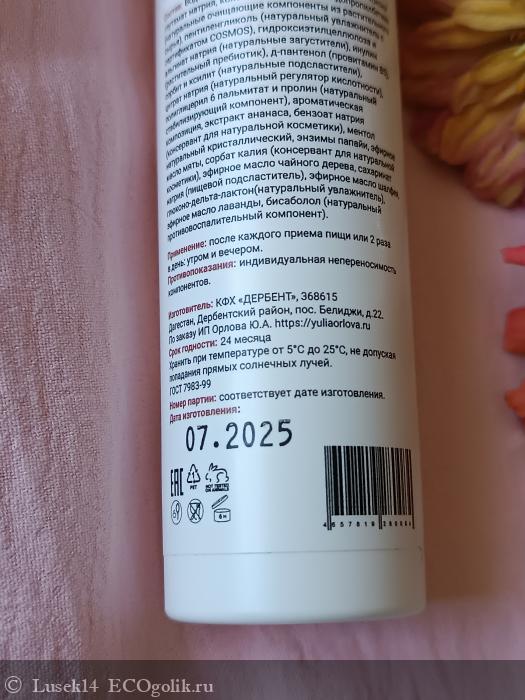 натуральные очищающие компоненты из растительного
пентиленгликоль (натуральный увлажнитель с
сертификатом COSMOS), гидроксиэтилцеллюлоза и
натрия (натуральные загустители), инулин
(растительный пребиотик), д-пантенол (провитамин B5),
сорбит и ксилит (натуральные подсластители),
цитрат натрия (натуральный регулятор кислотности),
полиглицерил 6 пальмитат и пролин (натуральный
стабилизирующий компонент), ароматическая
композиция, экстракт ананаса, бензоат натрия
(консервант для натуральной косметики), ментол
натуральный кристаллический, энзимы папайи, эфирное
масло мяты, сорбат калия (консервант для натуральной
косметики), эфирное масло чайного дерева, сахаринат
натрия (пищевой подсластитель), эфирное масло шалфея,
глюконо-дельта-лактон(натуральный увлажнитель),
эфирное масло лаванды, бисаболол (натуральный
противовоспалительный компонент).
Применение: после каждого приема пищи или 2 раза
в день: утром и вечером.
Противопоказания: индивидуальная непереносимость
компонентов.
Изготовитель: КФХ «ДЕРБЕНТ», 368615
Дагестан, Дербентский район, пос. Белиджи, д.22.
По заказу ИП Орлова Ю.А. https://yuliaorlova.ru
Срок годности: 24 месяца
Хранить при температуре от 5°С до 25°С, не допуская
попадания прямых солнечных лучей.
ГОСТ 7983-99
Номер партии: соответствует дате изготовления.
Дата изготовления:
07.2025
EAC
1
PET
Lusek14 ECOgolik.ru